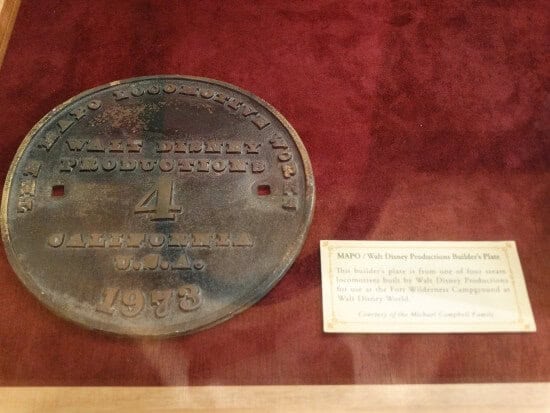 THE MAPO LOCOMOTIVE WORKS
WALT DISNEY
PRODUCTIONS
4
CALIFORNIA
U.S.A.
1973
MAPO / Walt Disney Productions Builder's Plate
This builder's plate is from one of four steam
locomotives built by Walt Disney Productions
for use at the Fort Wilderness Campground at
Walt Disney World.
Courtesy of the Michael Campbell Family